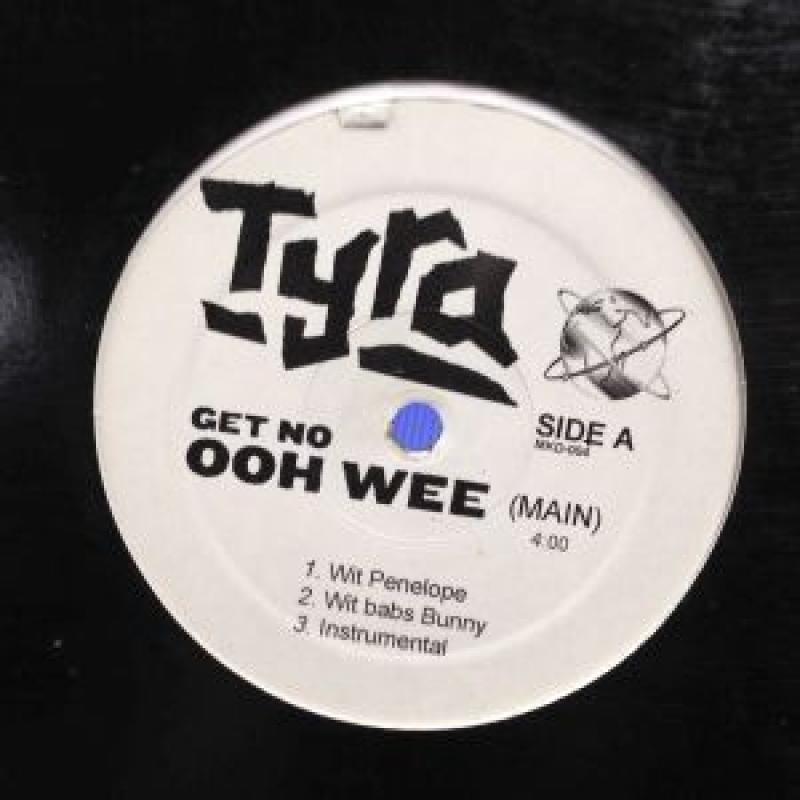 Tyra
SIDE A
GET NO
OOH WEE (MAIN)
4:00
1. Wit Penelope
2. Wit babs Bunny
3. Instrumental